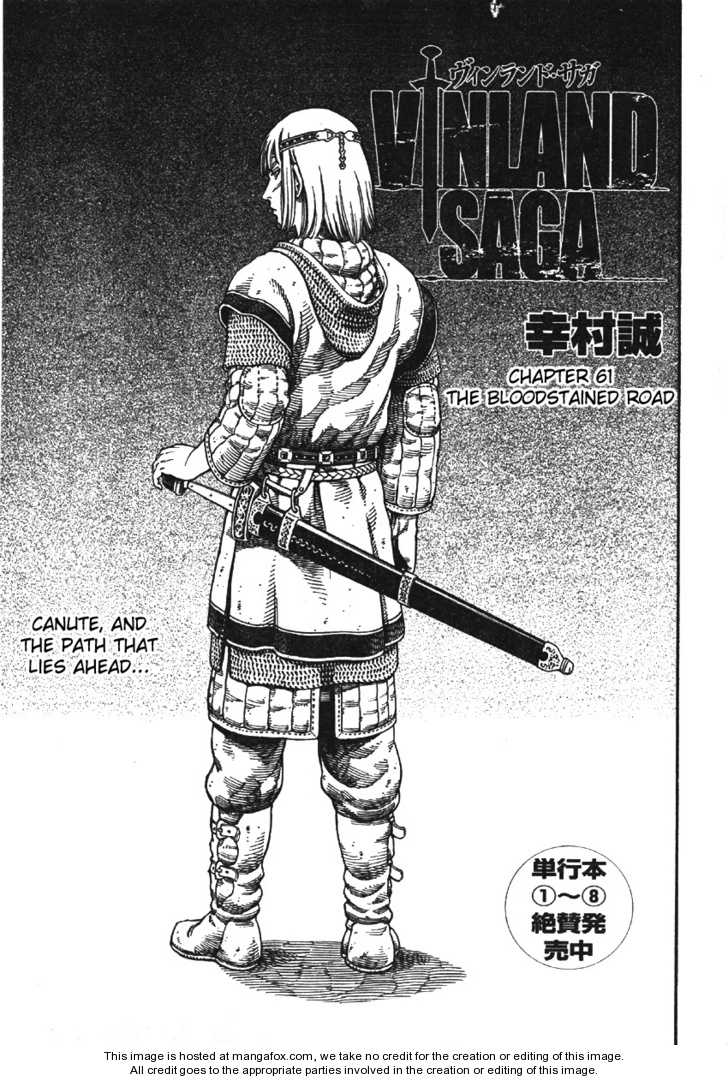 ヴィンランド・サガ
VINLAND
SAGA
幸村誠
CHAPTER 61
THE BLOODSTAINED ROAD
CANUTE, AND
THE PATH THAT
LIES AHEAD...
単行本
①～⑧
絶賛発
売中
This image is hosted at mangafox.com, we take no credit for the creation or editing of this image.
All credit goes to the appropriate parties involved in the creation or editing of this image.